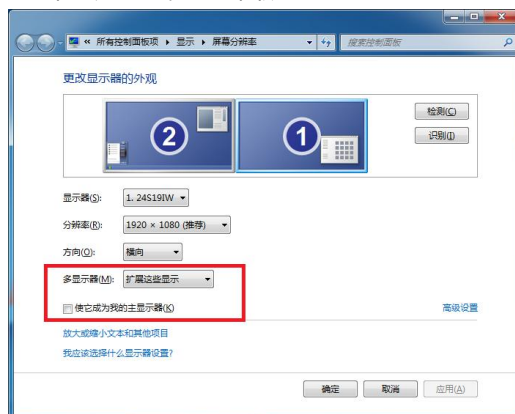 « 所有控制面板项 ▸ 显示 ▸ 屏幕分辨率
搜索控制面板
更改显示器的外观
2
1
检测(C)
识别(I)
显示器(S): 1. 24S19IW
分辨率(R): 1920 × 1080 (推荐)
方向(O): 横向
多显示器(M): 扩展这些显示
使它成为我的主显示器(K)
高级设置
放大或缩小文本和其他项目
我应该选择什么显示器设置?
确定 取消 应用(A)